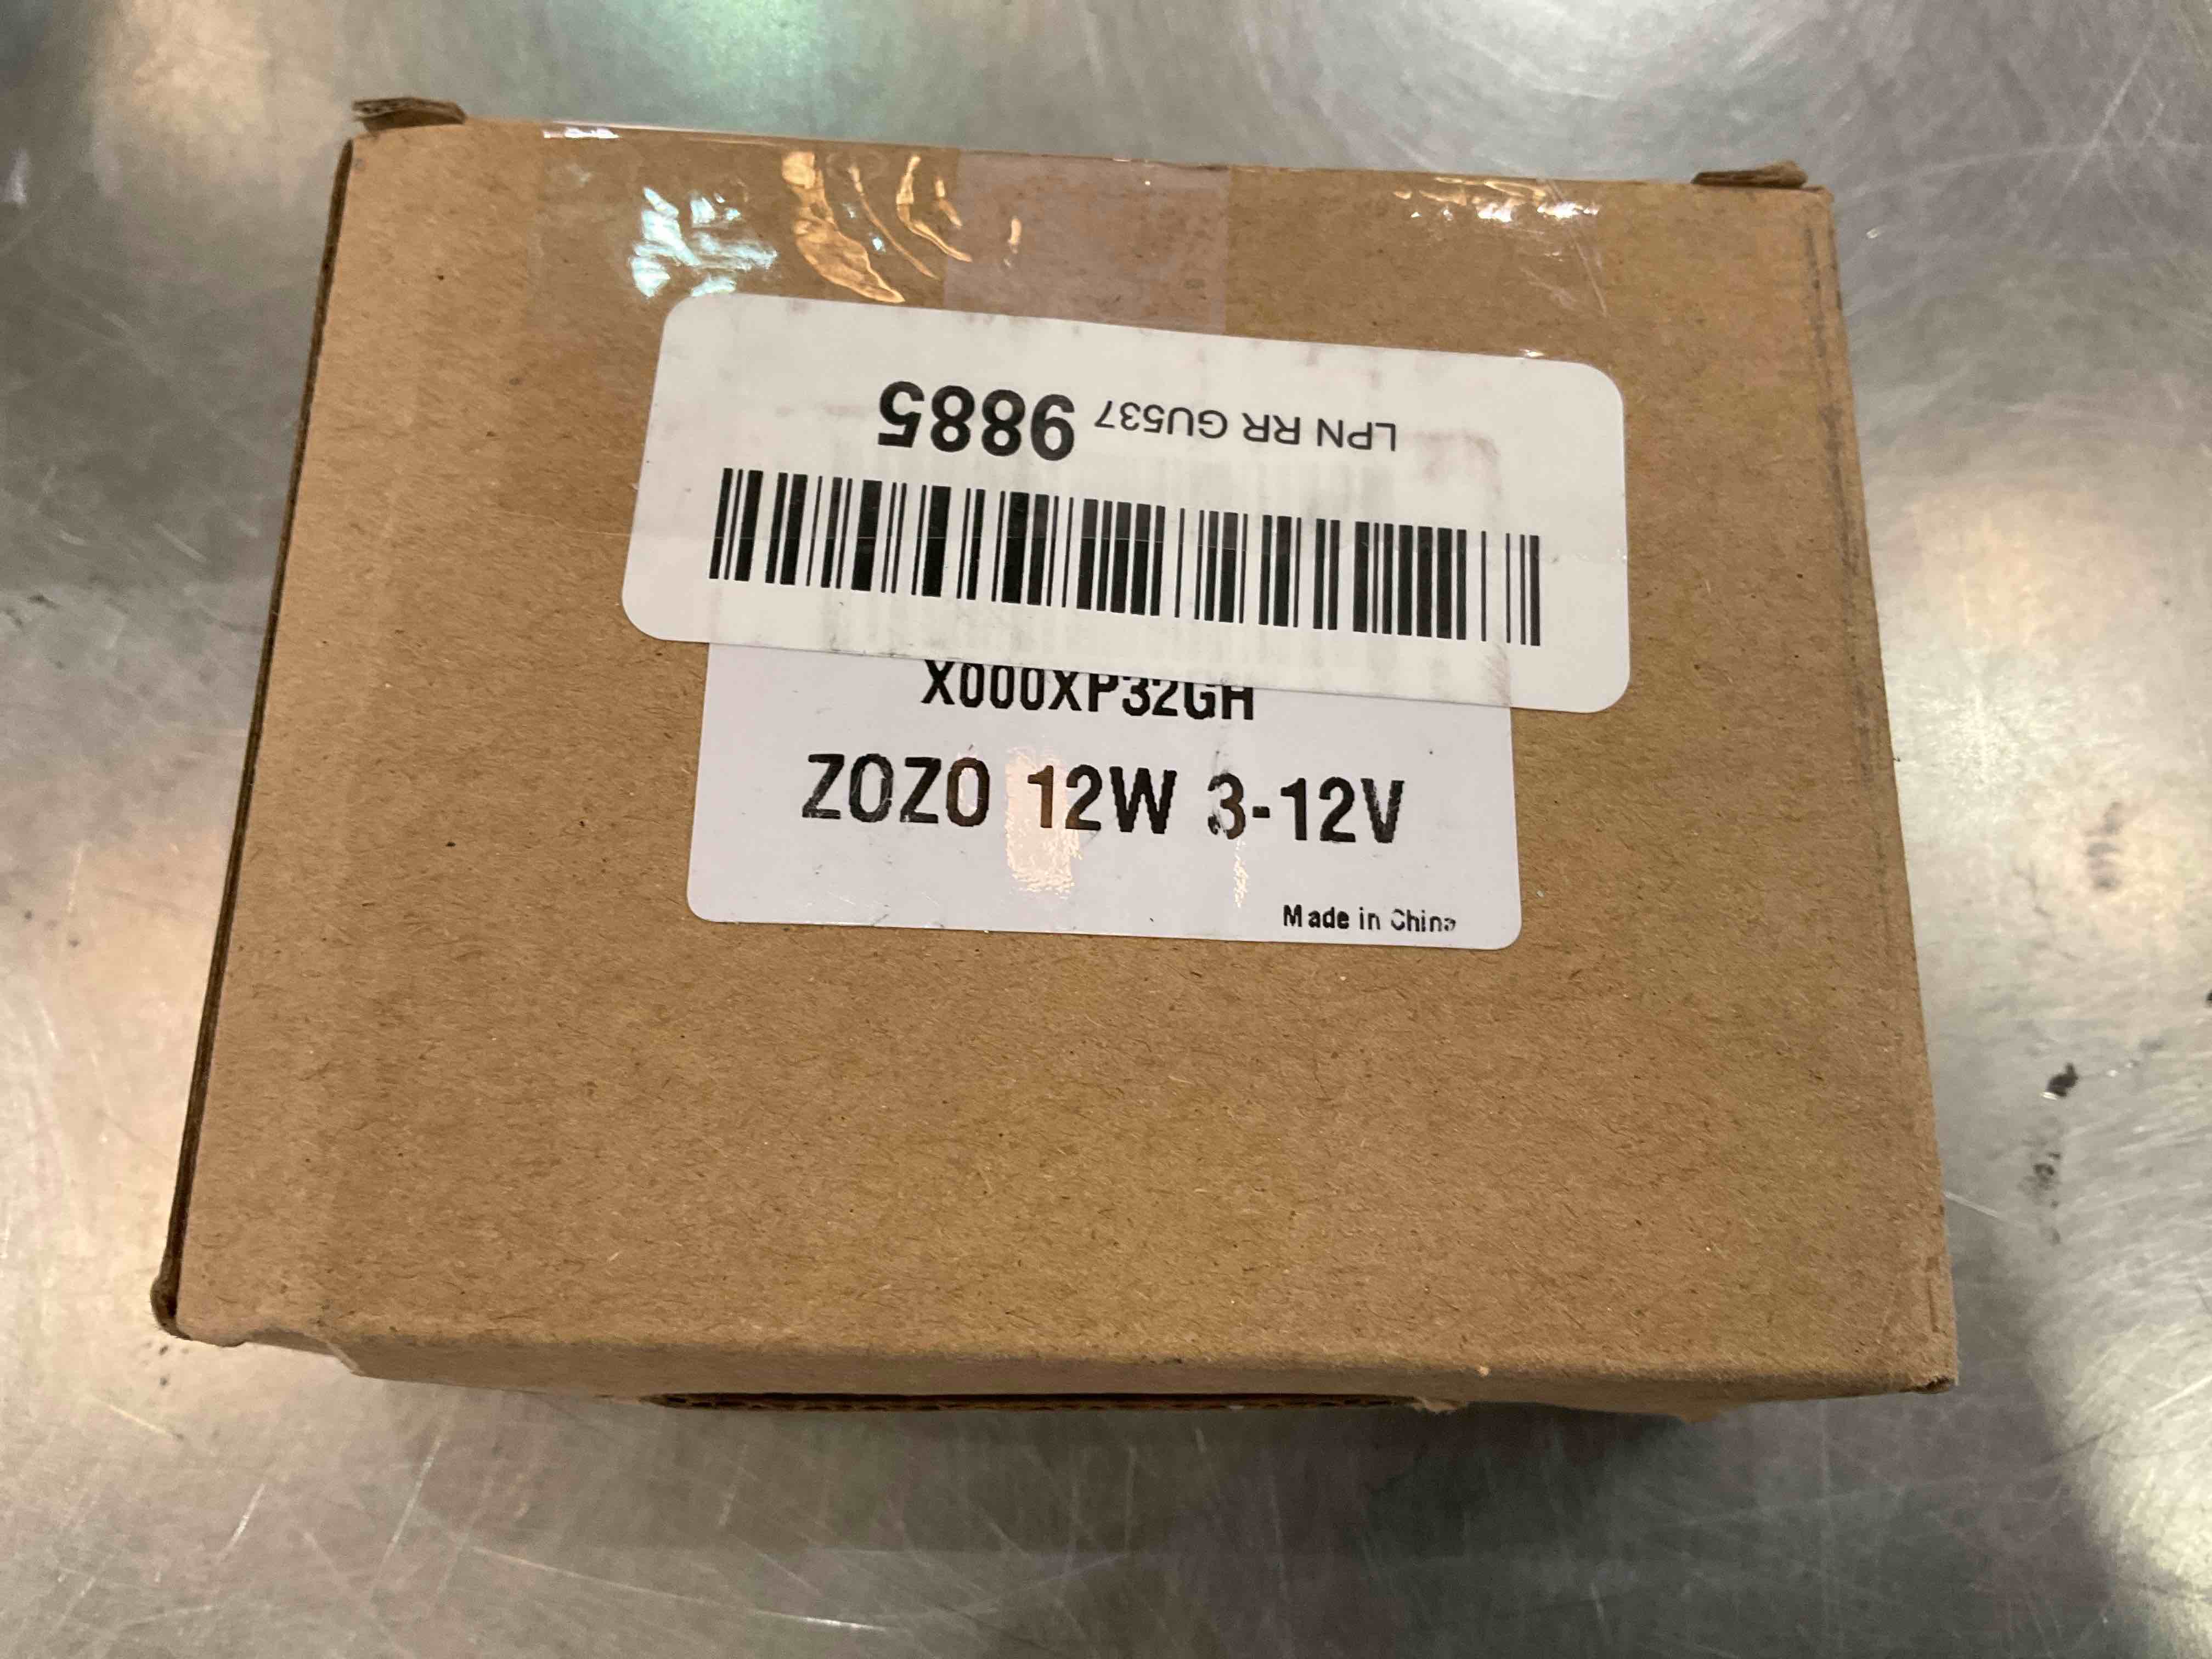 LPN RR GU537 9885
X000XP32GH
ZOZO 12W 3-12V
Made in China